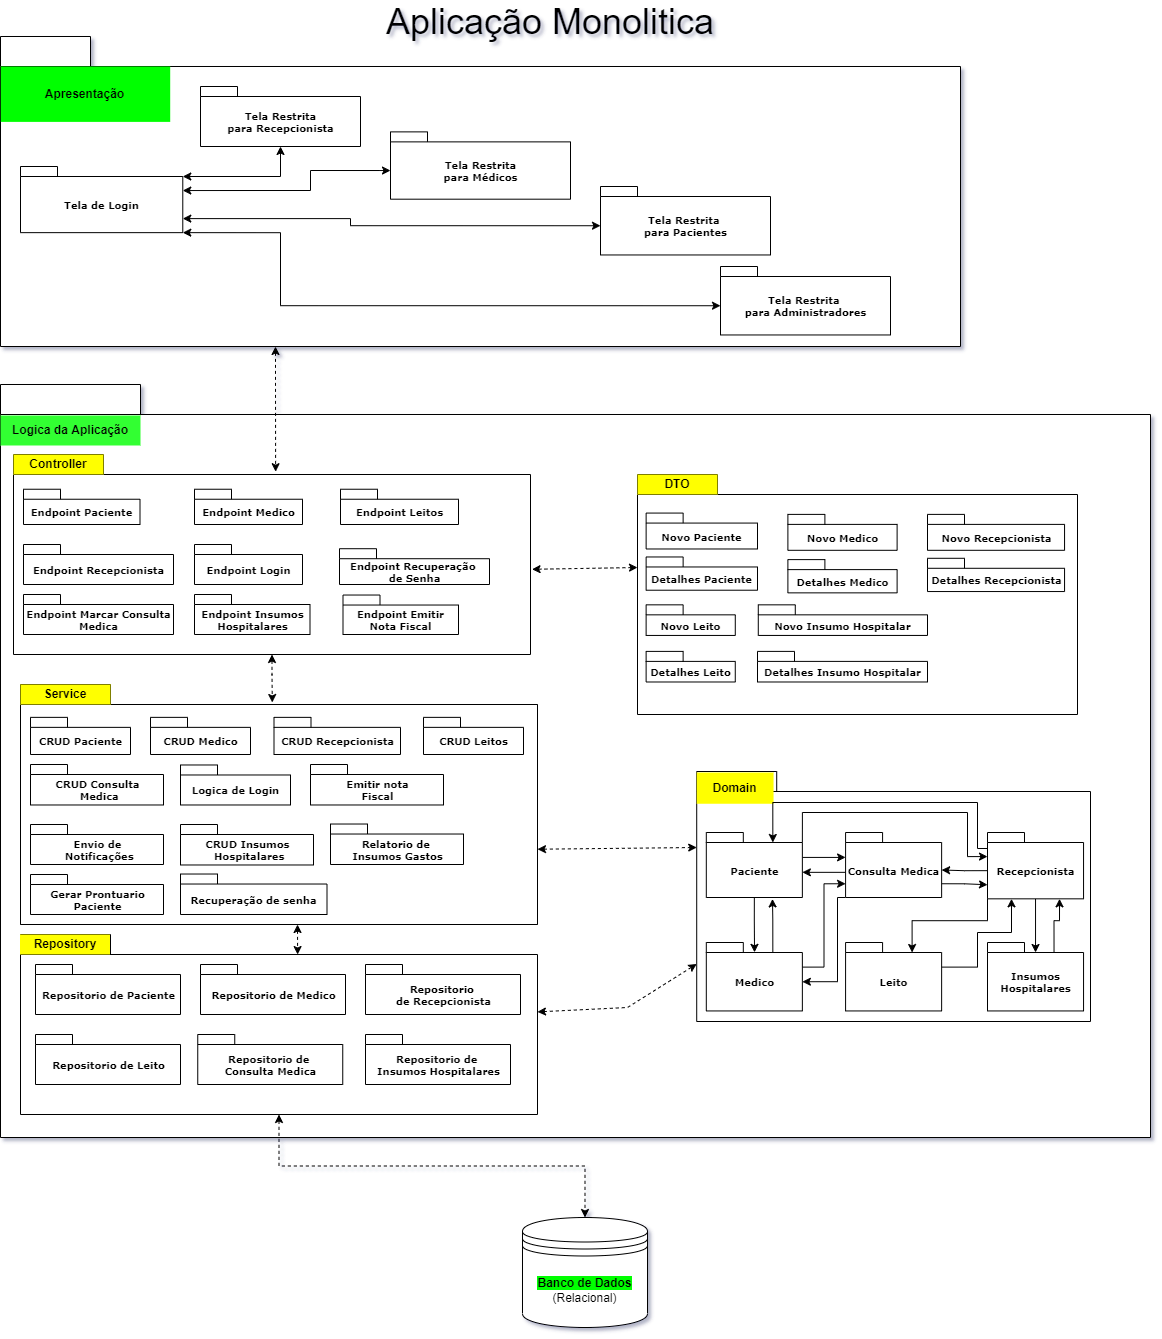 Aplicação Monolitica
Apresentação
Tela Restrita
para Recepcionista
Tela Restrita
para Médicos
Tela de Login
Tela Restrita
para Pacientes
Tela Restrita
para Administradores
Logica da Aplicação
Controller
Endpoint Paciente
Endpoint Medico
Endpoint Leitos
Endpoint Recepcionista
Endpoint Login
Endpoint Recuperação
de Senha
Endpoint Marcar Consulta
Medica
Endpoint Insumos
Hospitalares
Endpoint Emitir
Nota Fiscal
DTO
Novo Paciente
Novo Medico
Novo Recepcionista
Detalhes Paciente
Detalhes Medico
Detalhes Recepcionista
Novo Leito
Novo Insumo Hospitalar
Detalhes Leito
Detalhes Insumo Hospitalar
Service
CRUD Paciente
CRUD Medico
CRUD Recepcionista
CRUD Leitos
CRUD Consulta
Medica
Logica de Login
Emitir nota
Fiscal
Envio de
Notificações
CRUD Insumos
Hospitalares
Relatorio de
Insumos Gastos
Gerar Prontuario
Paciente
Recuperação de senha
Domain
Paciente
Consulta Medica
Recepcionista
Medico
Leito
Insumos
Hospitalares
Repository
Repositorio de Paciente
Repositorio de Medico
Repositorio
de Recepcionista
Repositorio de Leito
Repositorio de
Consulta Medica
Repositorio de
Insumos Hospitalares
Banco de Dados
(Relacional)